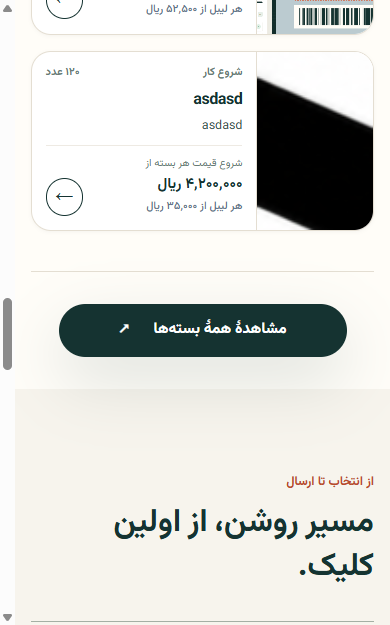 هر لیبل از ۵۲,۵۰۰ ریال
شروع کار
۱۲۰ عدد
asdasd
asdasd
شروع قیمت هر بسته از
۴,۲۰۰,۰۰۰ ریال
هر لیبل از ۳۵,۰۰۰ ریال
←
مشاهدهٔ همهٔ بسته‌ها ↗
از انتخاب تا ارسال
مسیر روشن، از اولین
کلیک.